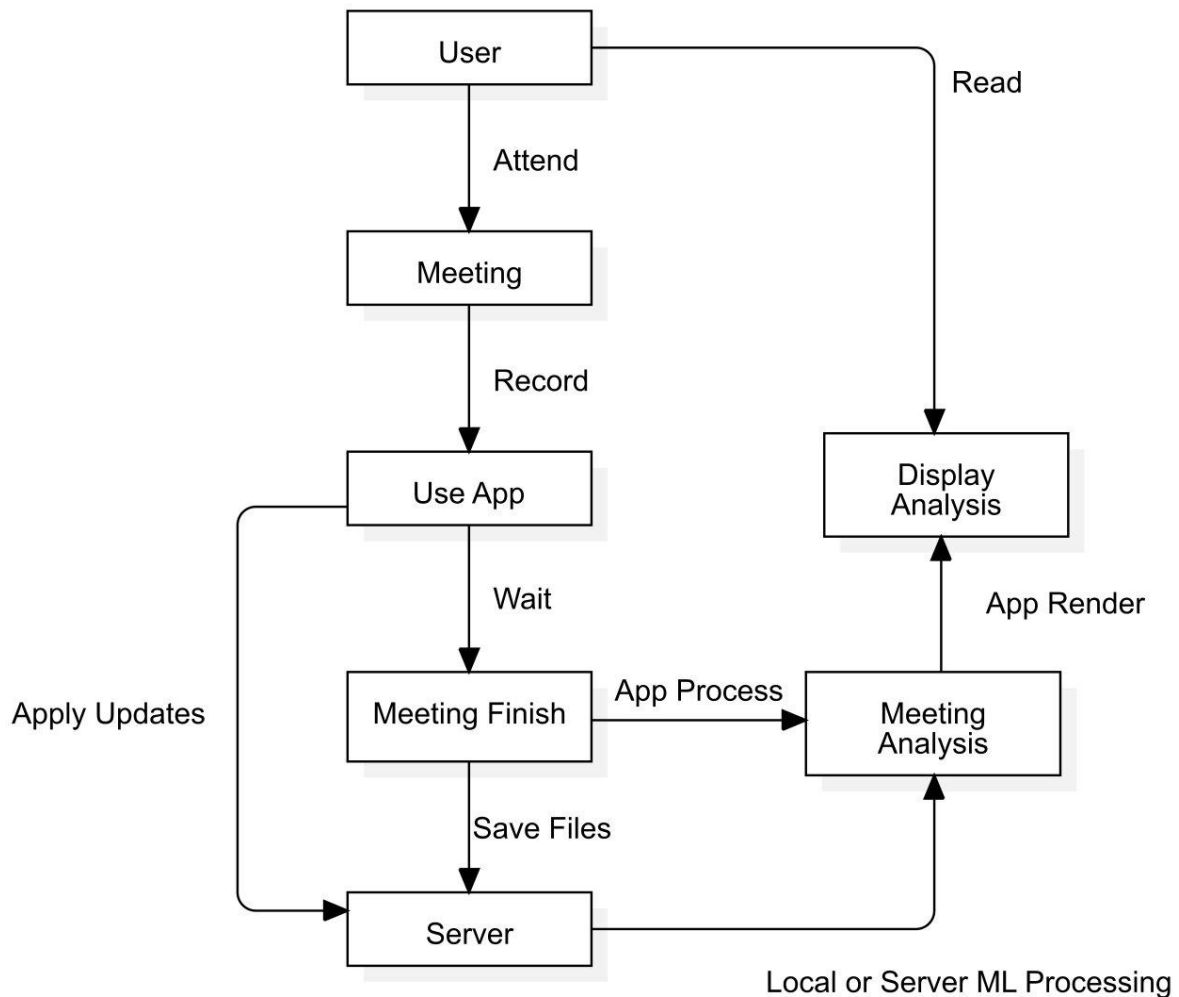 User
Read
Attend
Meeting
Record
Use App
Display
Analysis
Wait
App Render
Apply Updates
Meeting Finish
App Process
Meeting
Analysis
Save Files
Server
Local or Server ML Processing